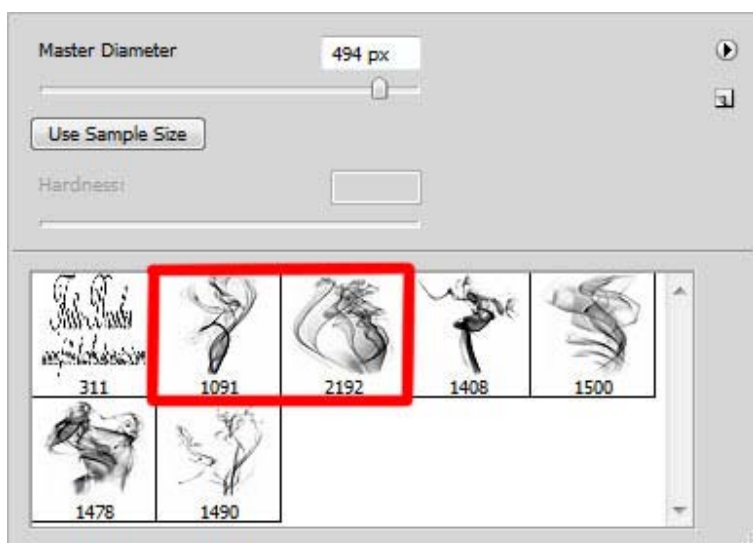 Master Diameter 494 px
Use Sample Size
Hardness:
311 1091 2192 1408 1500
1478 1490